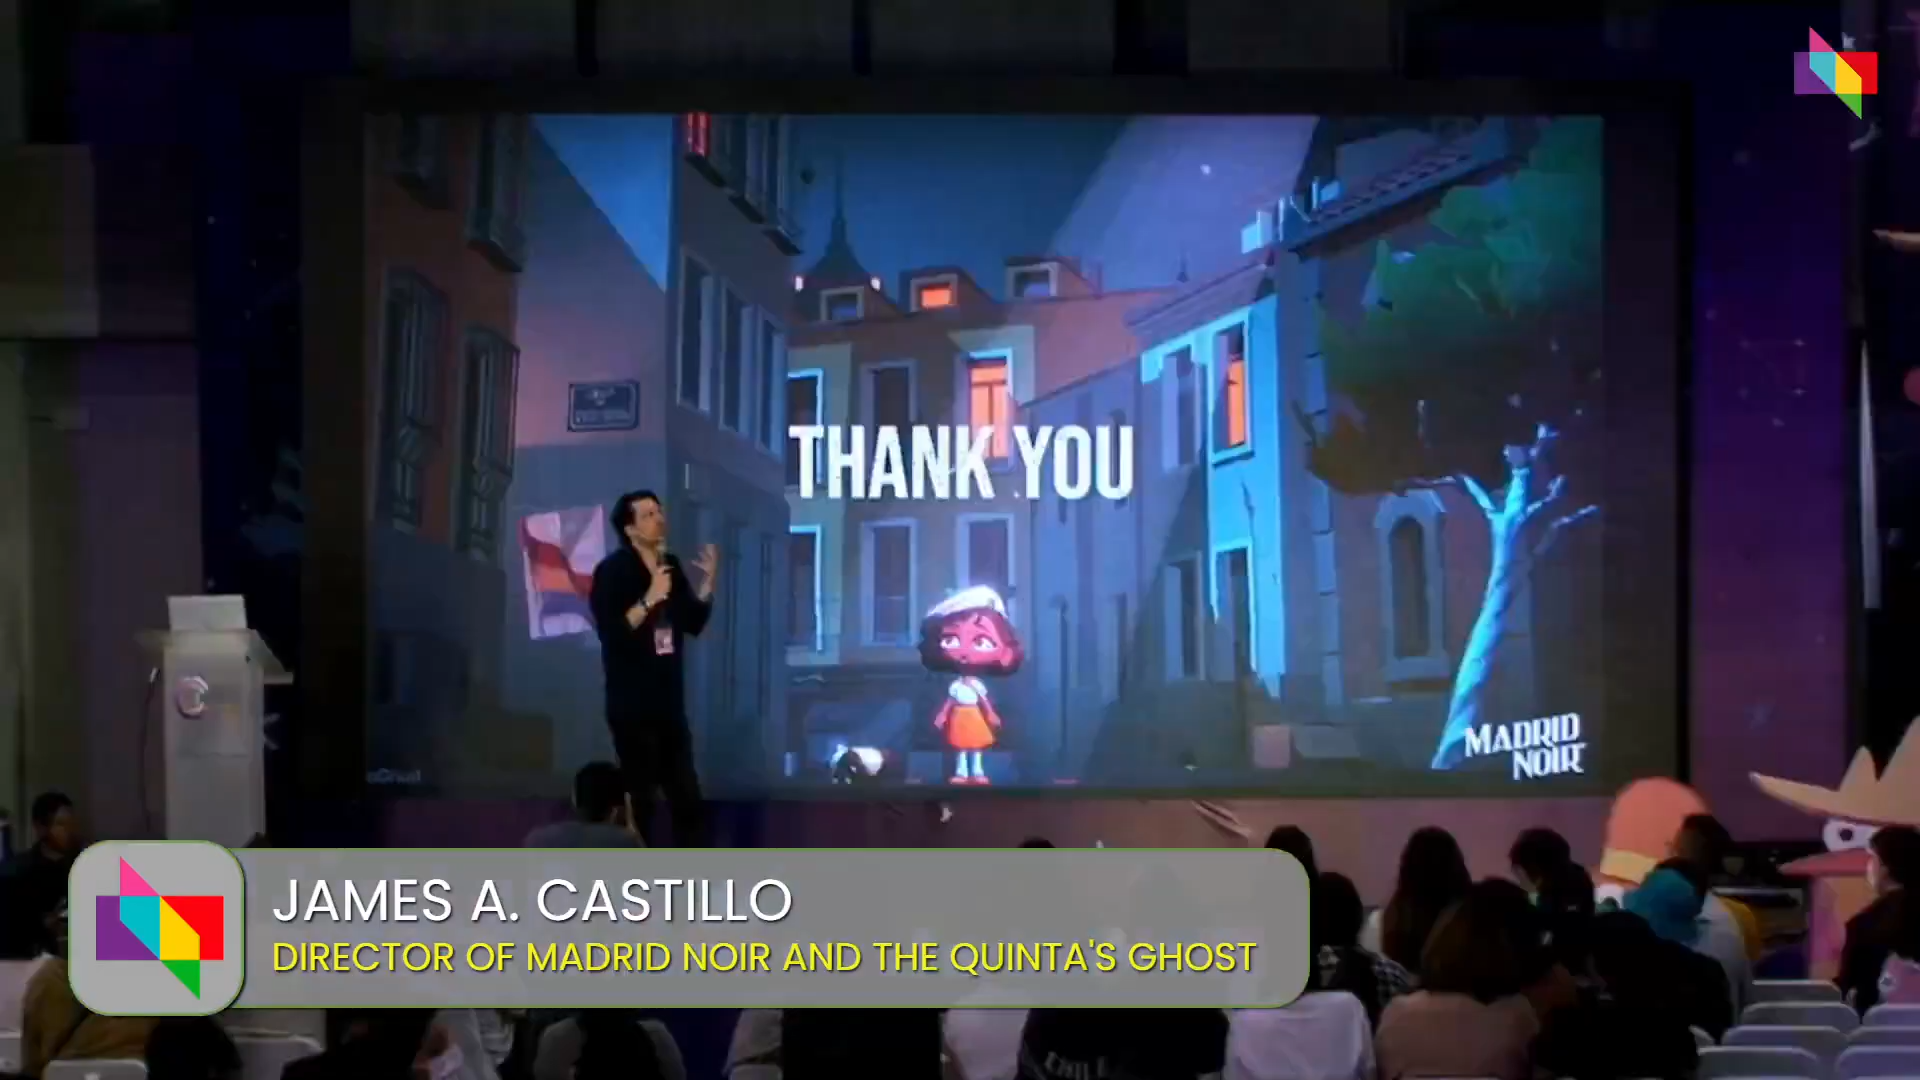 THANK YOU
MADRID
NOIR
JAMES A. CASTILLO
DIRECTOR OF MADRID NOIR AND THE QUINTA'S GHOST